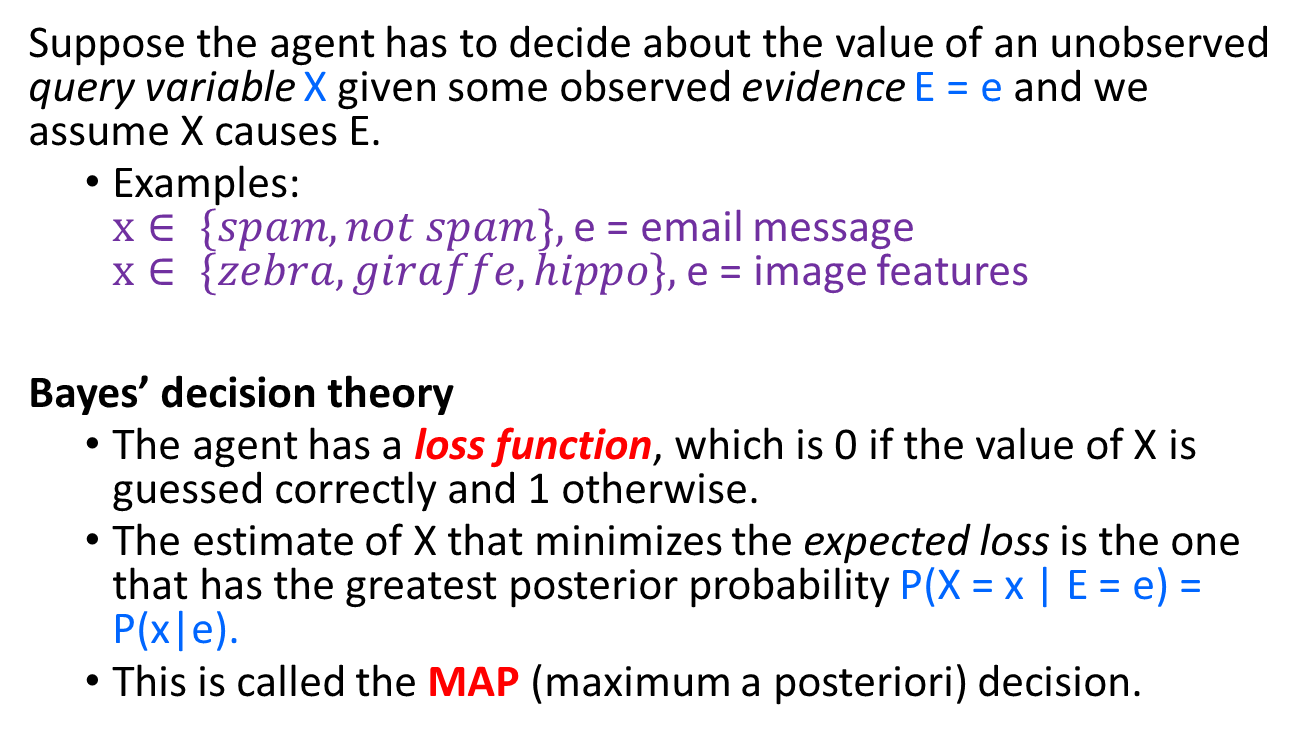 Suppose the agent has to decide about the value of an unobserved
query variable X given some observed evidence E = e and we
assume X causes E.
• Examples:
x ∈ {spam, not spam}, e = email message
x ∈ {zebra, giraffe, hippo}, e = image features
Bayes’ decision theory
• The agent has a loss function, which is 0 if the value of X is
guessed correctly and 1 otherwise.
• The estimate of X that minimizes the expected loss is the one
that has the greatest posterior probability P(X = x | E = e) =
P(x|e).
• This is called the MAP (maximum a posteriori) decision.